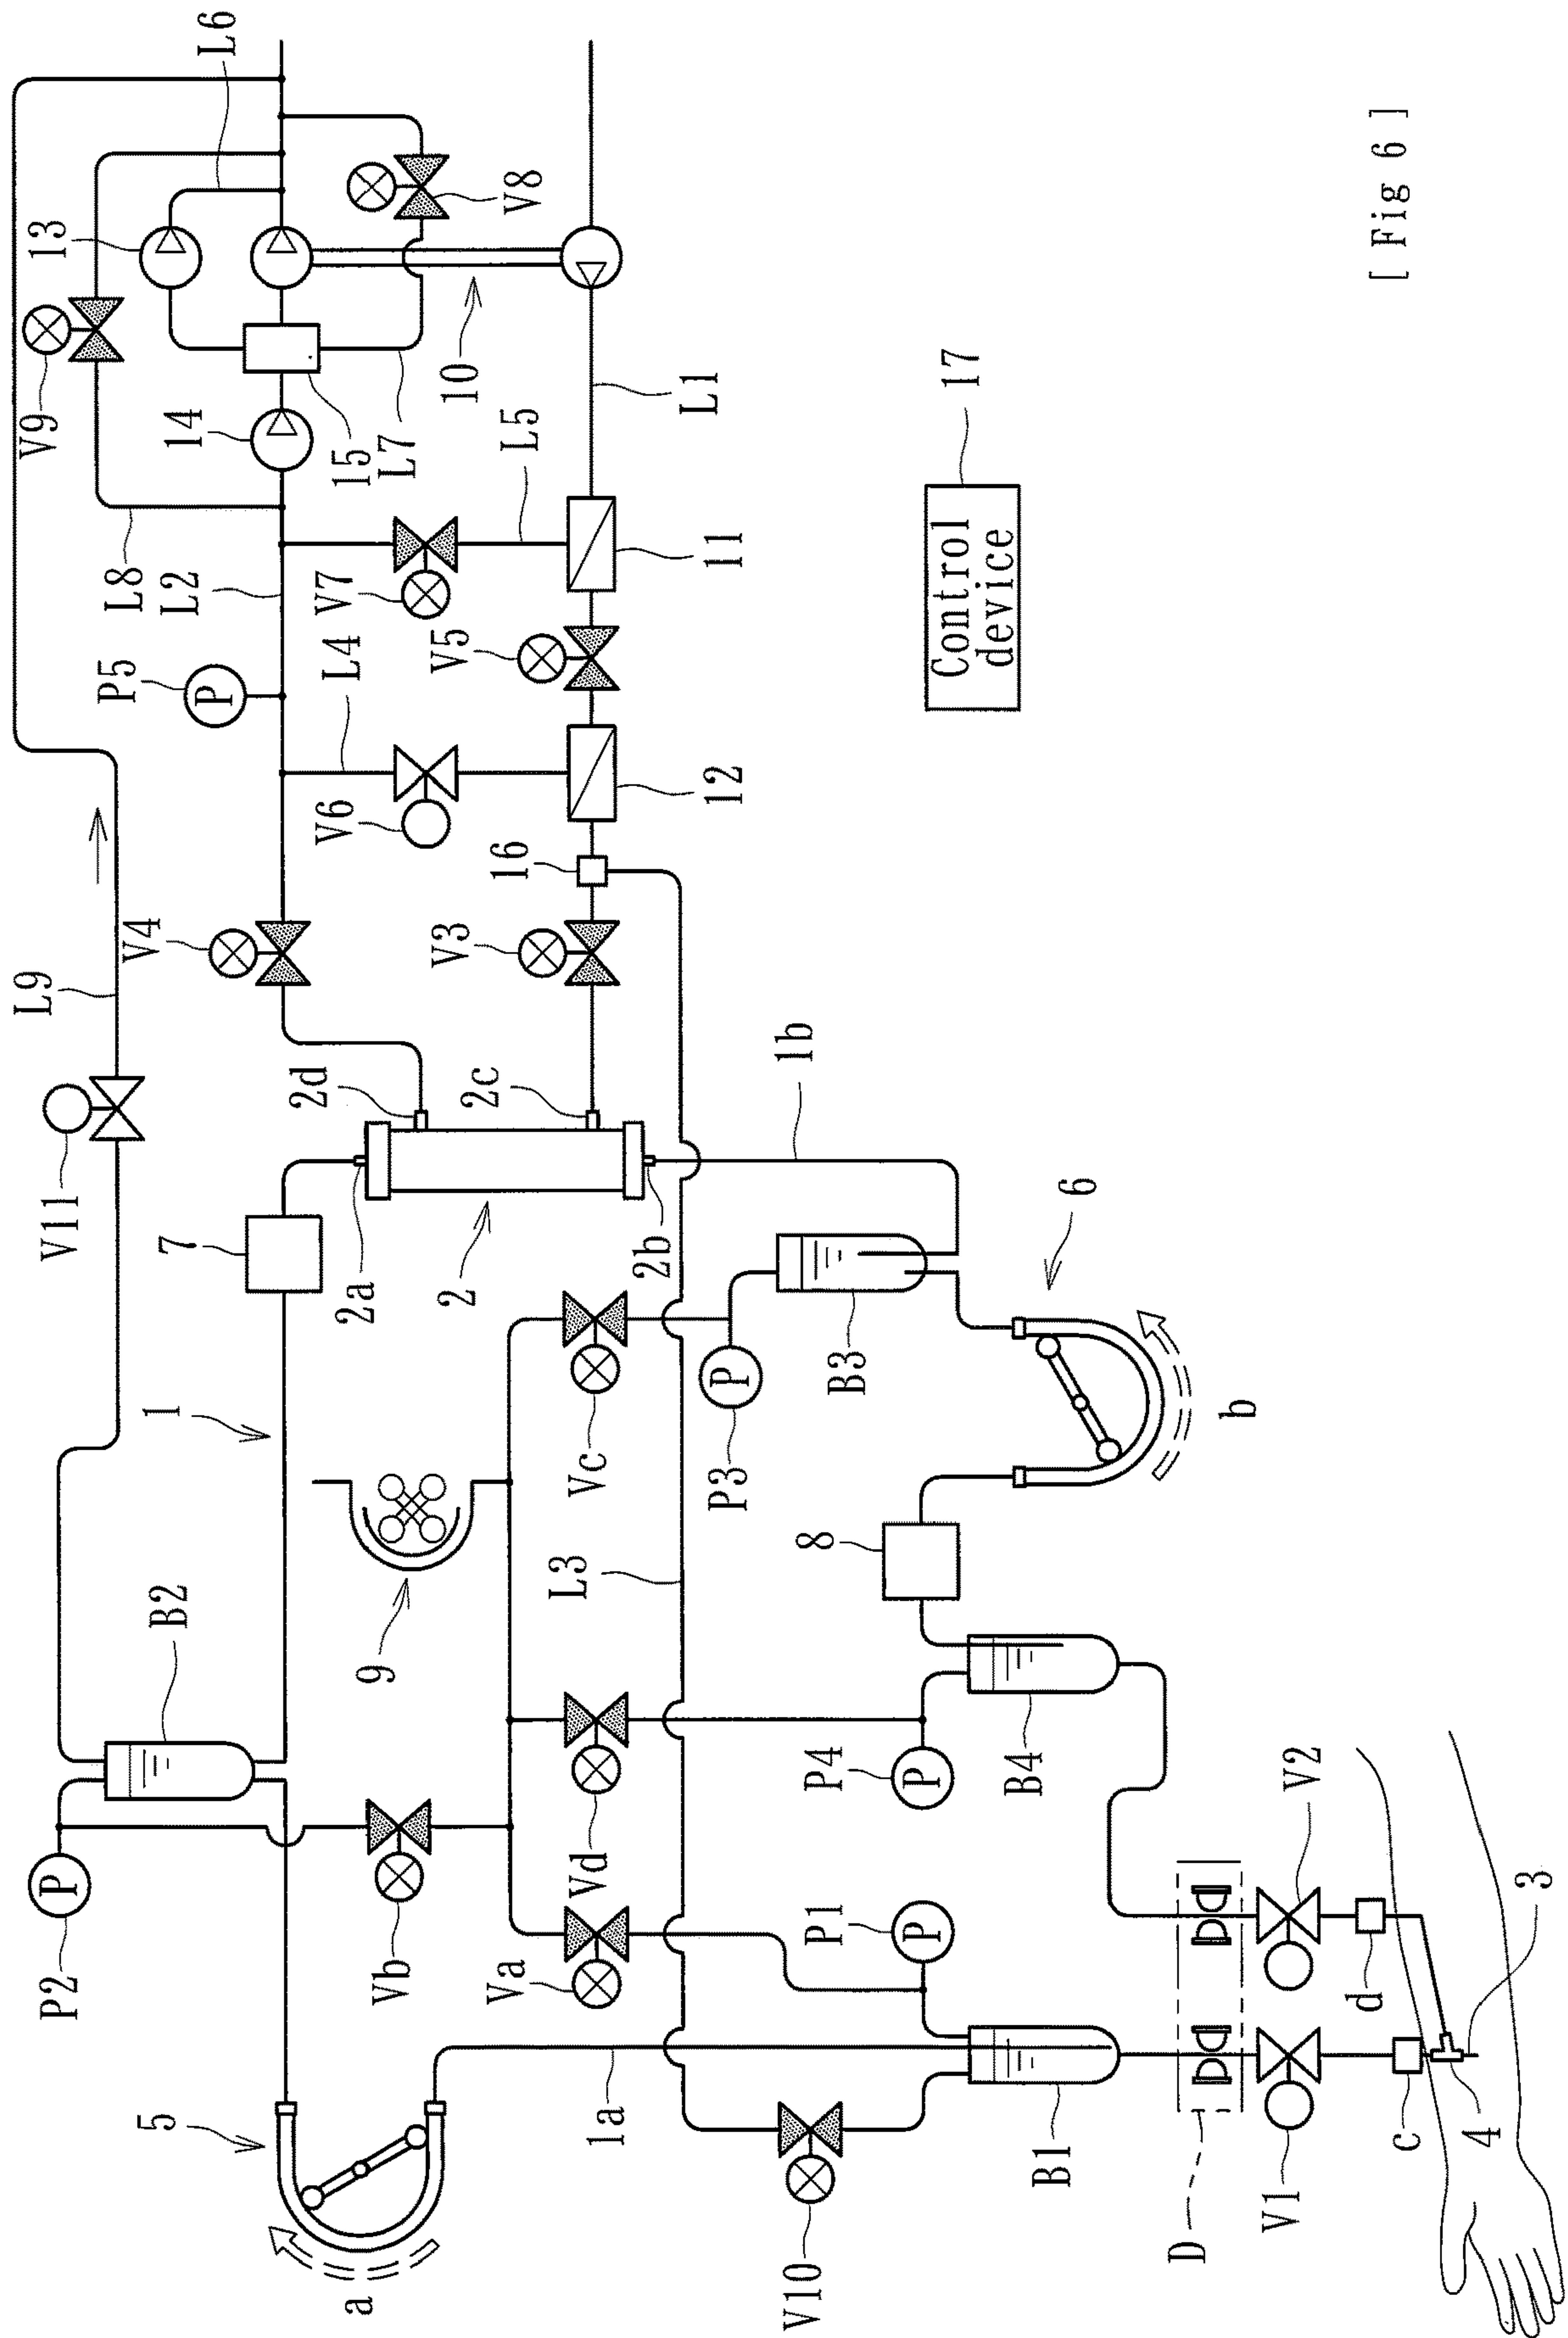 L6
13
V8
V9
10
14
15
L7
L5
L1
L8
L2
V7
11
P5
P
V5
L4
V6
12
16
V4
V3
L9
2d
2c
1b
V11
7
2a
2
2b
6
1
B3
P
P3
Vc
b
9
L3
8
B2
P4
P
B4
V2
P
P2
Vb
Vd
Va
P1
P
d
3
5
1a
a
V10
B1
D
V1
c
4
Control
device
17
[ Fig 6 ]